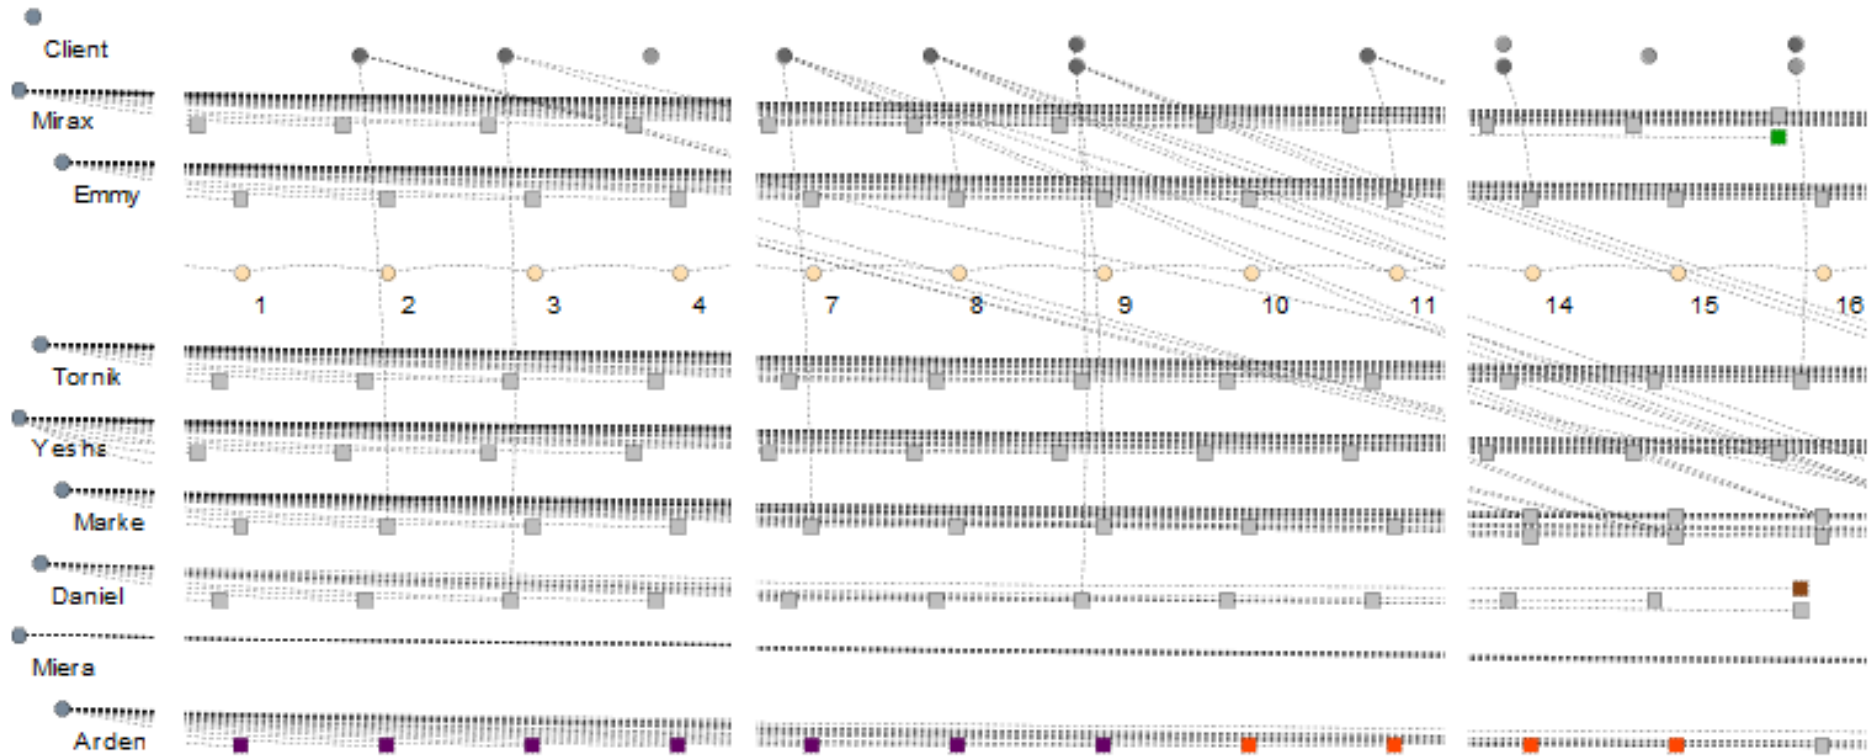 Client
Mirax
Emmy
1 2 3 4 7 8 9 10 11 14 15 16
Tornik
Yeshs
Marke
Daniel
Miera
Arden